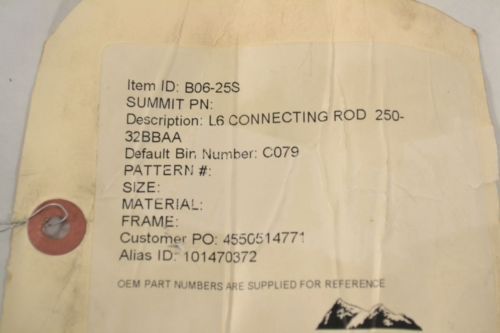 Item ID: B06-25S
SUMMIT PN:
Description: L6 CONNECTING ROD 250-
32BBAA
Default Bin Number: C079
PATTERN #:
SIZE:
MATERIAL:
FRAME:
Customer PO: 4550514771
Alias ID: 101470372
OEM PART NUMBERS ARE SUPPLIED FOR REFERENCE